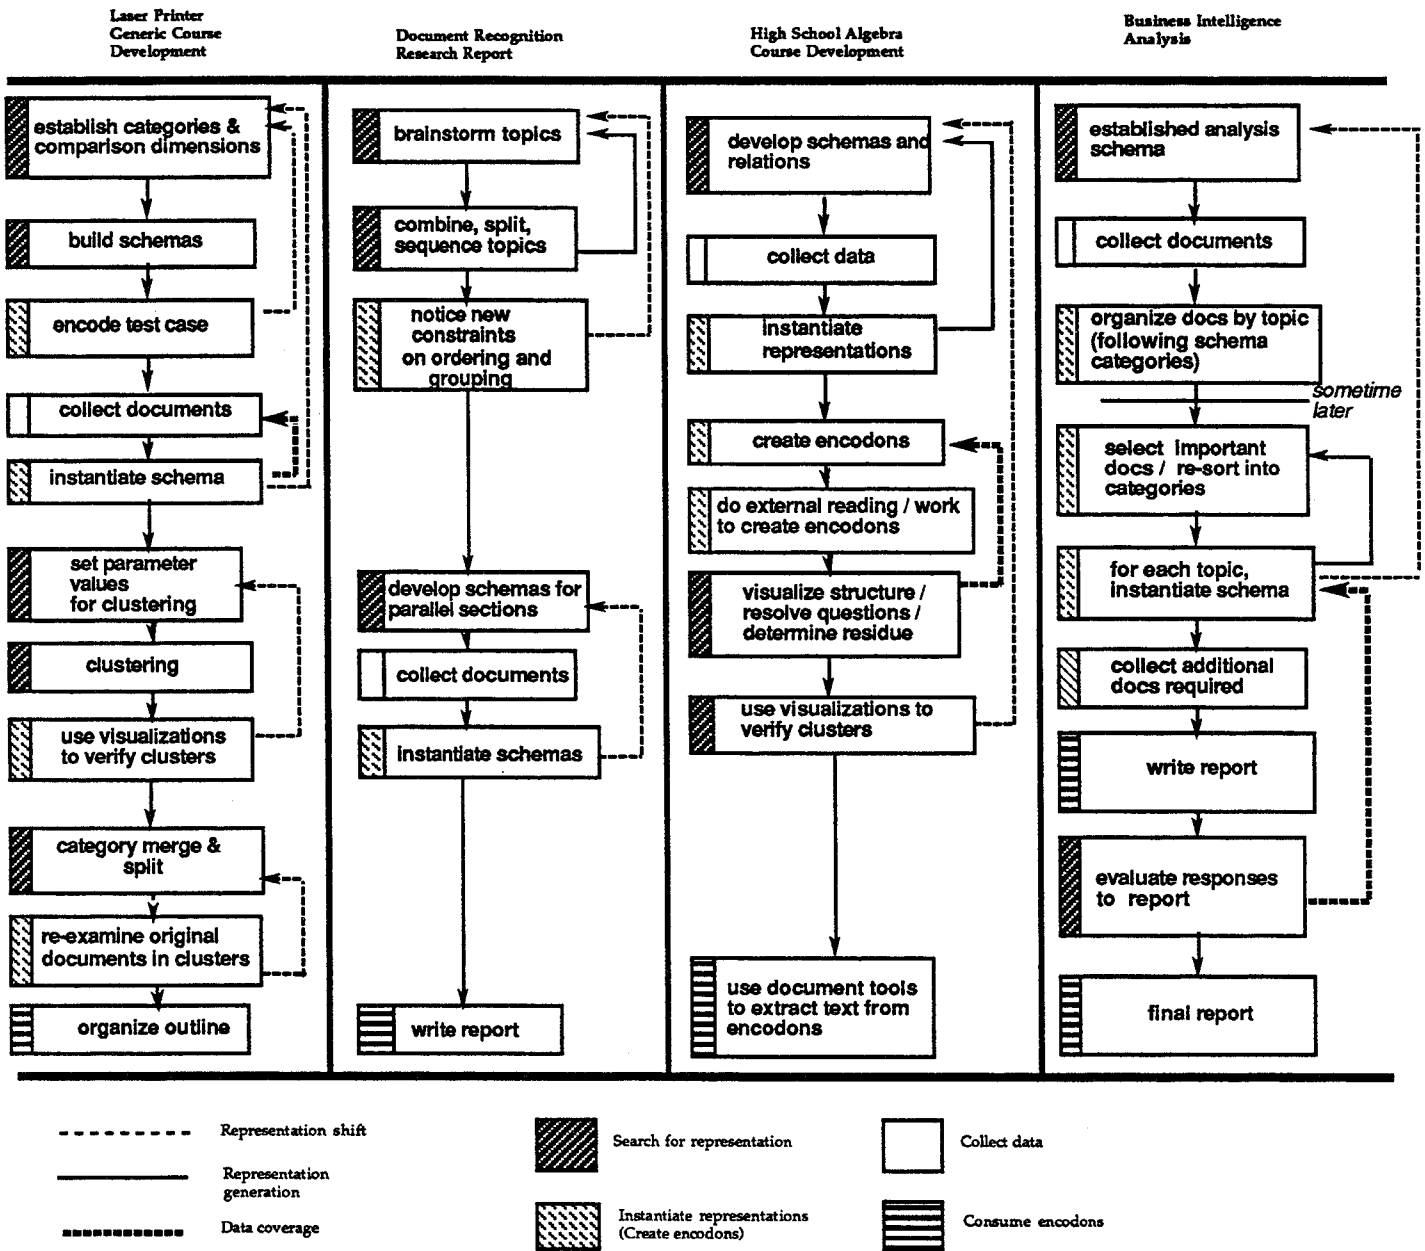 Laser Printer
Generic Course
Development
Document Recognition
Research Report
High School Algebra
Course Development
Business Intelligence
Analysis
establish categories &
comparison dimensions
build schemas
encode test case
collect documents
instantiate schema
set parameter
values
for clustering
clustering
use visualizations
to verify clusters
category merge &
split
re-examine original
documents in clusters
organize outline
brainstorm topics
combine, split,
sequence topics
notice new
constraints
on ordering and
grouping
develop schemas for
parallel sections
collect documents
instantiate schemas
write report
develop schemas and
relations
collect data
instantiate
representations
create encodons
do external reading / work
to create encodons
visualize structure /
resolve questions /
determine residue
use visualizations to
verify clusters
use document tools
to extract text from
encodons
established analysis
schema
collect documents
organize docs by topic
(following schema
categories)
sometime
later
select important
docs / re-sort into
categories
for each topic,
instantiate schema
collect additional
docs required
write report
evaluate responses
to report
final report
Representation shift
Representation
generation
Data coverage
Search for representation
Instantiate representations
(Create encodons)
Collect data
Consume encodons